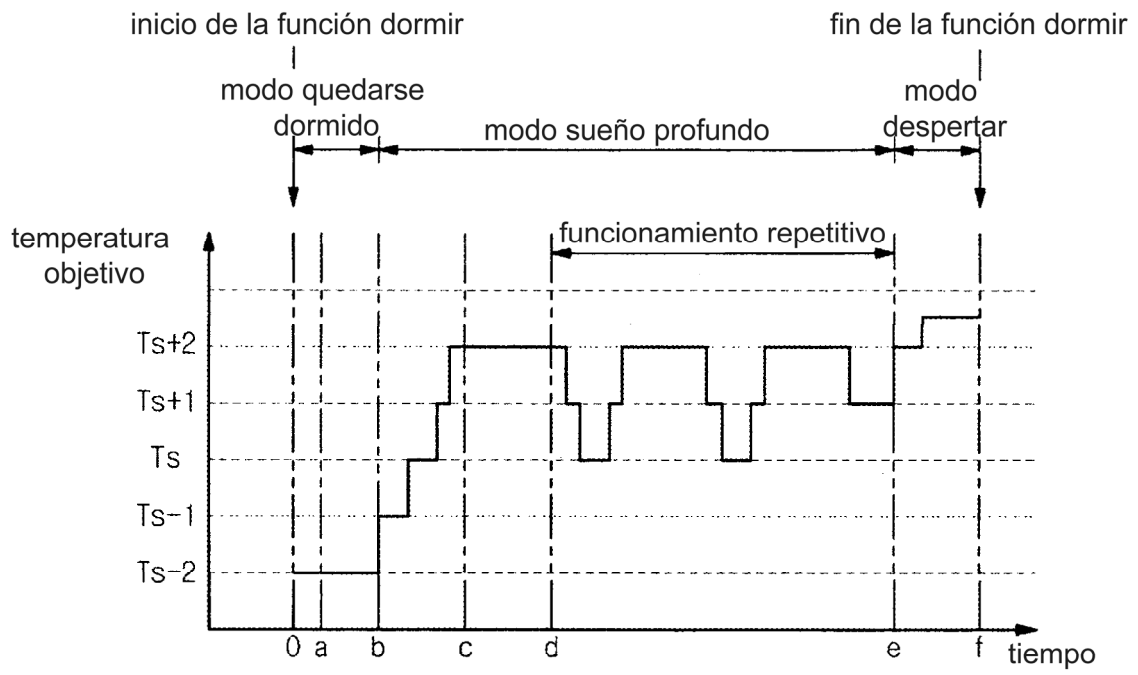 inicio de la función dormir
fin de la función dormir
modo quedarse
dormido
modo sueño profundo
modo
despertar
temperatura
objetivo
funcionamiento repetitivo
Ts+2
Ts+1
Ts
Ts-1
Ts-2
0 a b c d e f
tiempo